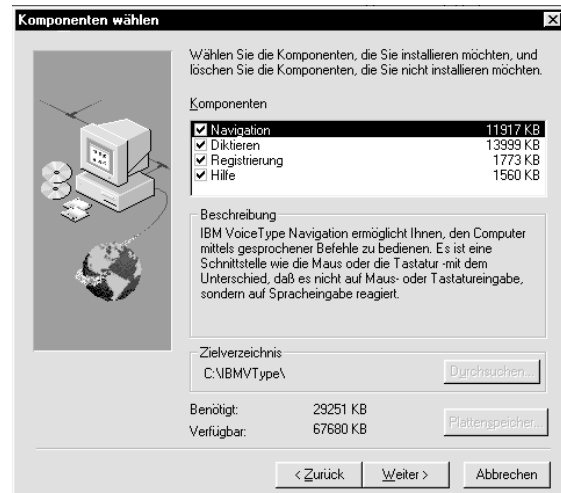 Komponenten wählen
Wählen Sie die Komponenten, die Sie installieren möchten, und
löschen Sie die Komponenten, die Sie nicht installieren möchten.
Komponenten
Navigation 11917 KB
Diktieren 13999 KB
Registrierung 1773 KB
Hilfe 1560 KB
Beschreibung
IBM VoiceType Navigation ermöglicht Ihnen, den Computer
mittels gesprochener Befehle zu bedienen. Es ist eine
Schnittstelle wie die Maus oder die Tastatur -mit dem
Unterschied, daß es nicht auf Maus- oder Tastatureingabe,
sondern auf Spracheingabe reagiert.
Zielverzeichnis
C:\IBMVType\
Durchsuchen...
Benötigt: 29251 KB
Verfügbar: 67680 KB
Plattenspeicher...
< Zurück
Weiter >
Abbrechen